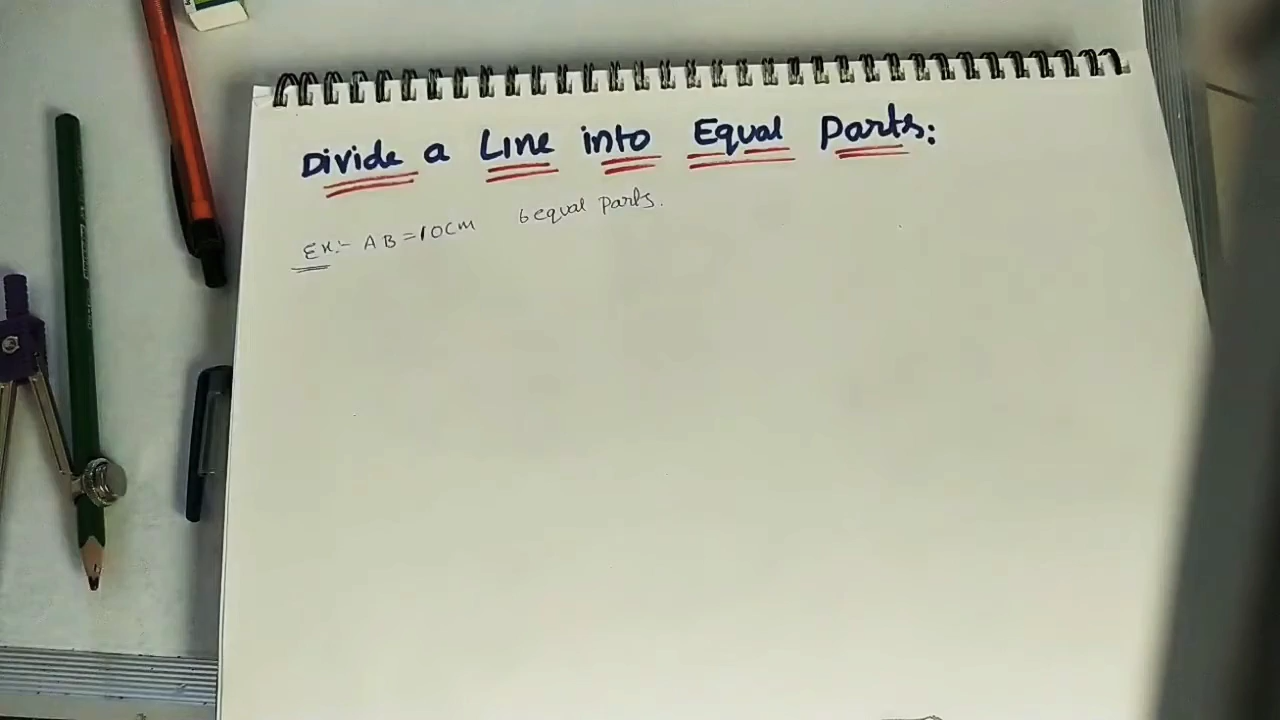 Divide a Line into Equal Parts:
Ex:- AB=10cm 6 equal parts.